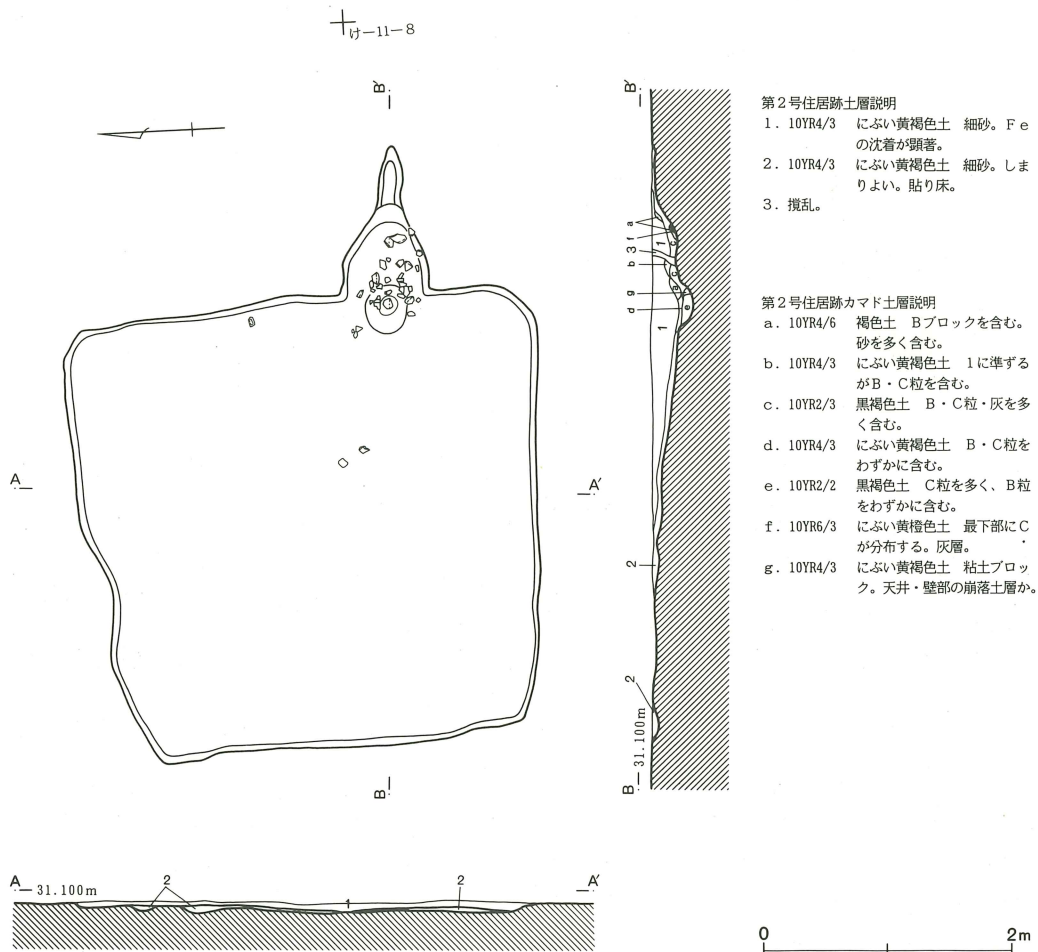 け－11－8
B′
B′
第２号住居跡土層説明
1．10YR4/3 にぶい黄褐色土 細砂。Ｆｅ
の沈着が顕著。
2．10YR4/3 にぶい黄褐色土 細砂。しま
りよい。貼り床。
3．撹乱。
a
f
1
c
3
b
c
a
g
d
e
1
第２号住居跡カマド土層説明
a．10YR4/6 褐色土 Ｂブロックを含む。
砂を多く含む。
b．10YR4/3 にぶい黄褐色土 １に準ずる
がＢ・Ｃ粒を含む。
c．10YR2/3 黒褐色土 Ｂ・Ｃ粒・灰を多
く含む。
d．10YR4/3 にぶい黄褐色土 Ｂ・Ｃ粒を
わずかに含む。
e．10YR2/2 黒褐色土 Ｃ粒を多く、Ｂ粒
をわずかに含む。
f．10YR6/3 にぶい黄橙色土 最下部にＣ
が分布する。灰層。
g．10YR4/3 にぶい黄褐色土 粘土ブロッ
ク。天井・壁部の崩落土層か。
A
A′
2
2
B
B
31.100m
A
31.100m
2
1
2
A′
0
2m